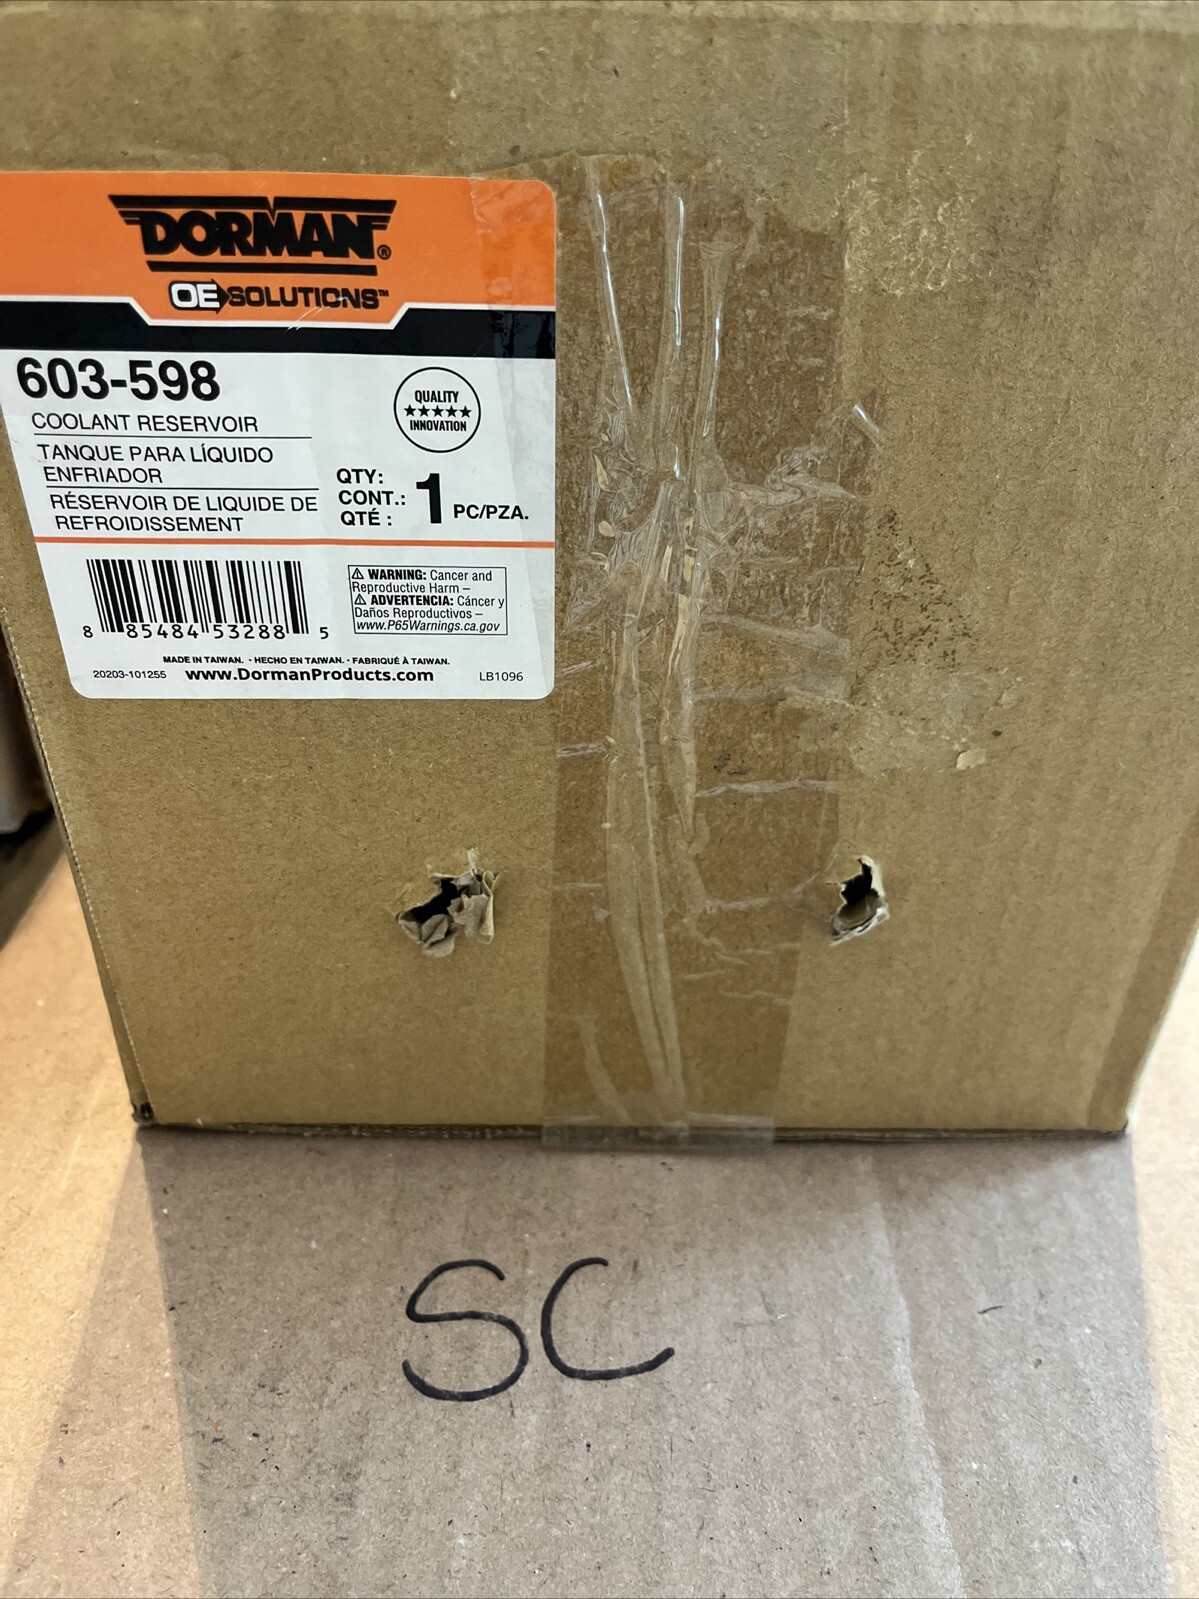 DORMAN®
OE SOLUTIONS™
603-598
COOLANT RESERVOIR
TANQUE PARA LÍQUIDO
ENFRIADOR
RÉSERVOIR DE LIQUIDE DE
REFROIDISSEMENT
QUALITY
★★★★★
INNOVATION
QTY:
CONT.:
QTÉ :
1 PC/PZA.
8 85484 53288 5
⚠ WARNING: Cancer and
Reproductive Harm –
⚠ ADVERTENCIA: Cáncer y
Daños Reproductivos –
www.P65Warnings.ca.gov
MADE IN TAIWAN. · HECHO EN TAIWAN. · FABRIQUÉ À TAIWAN.
20203-101255 www.DormanProducts.com LB1096
SC